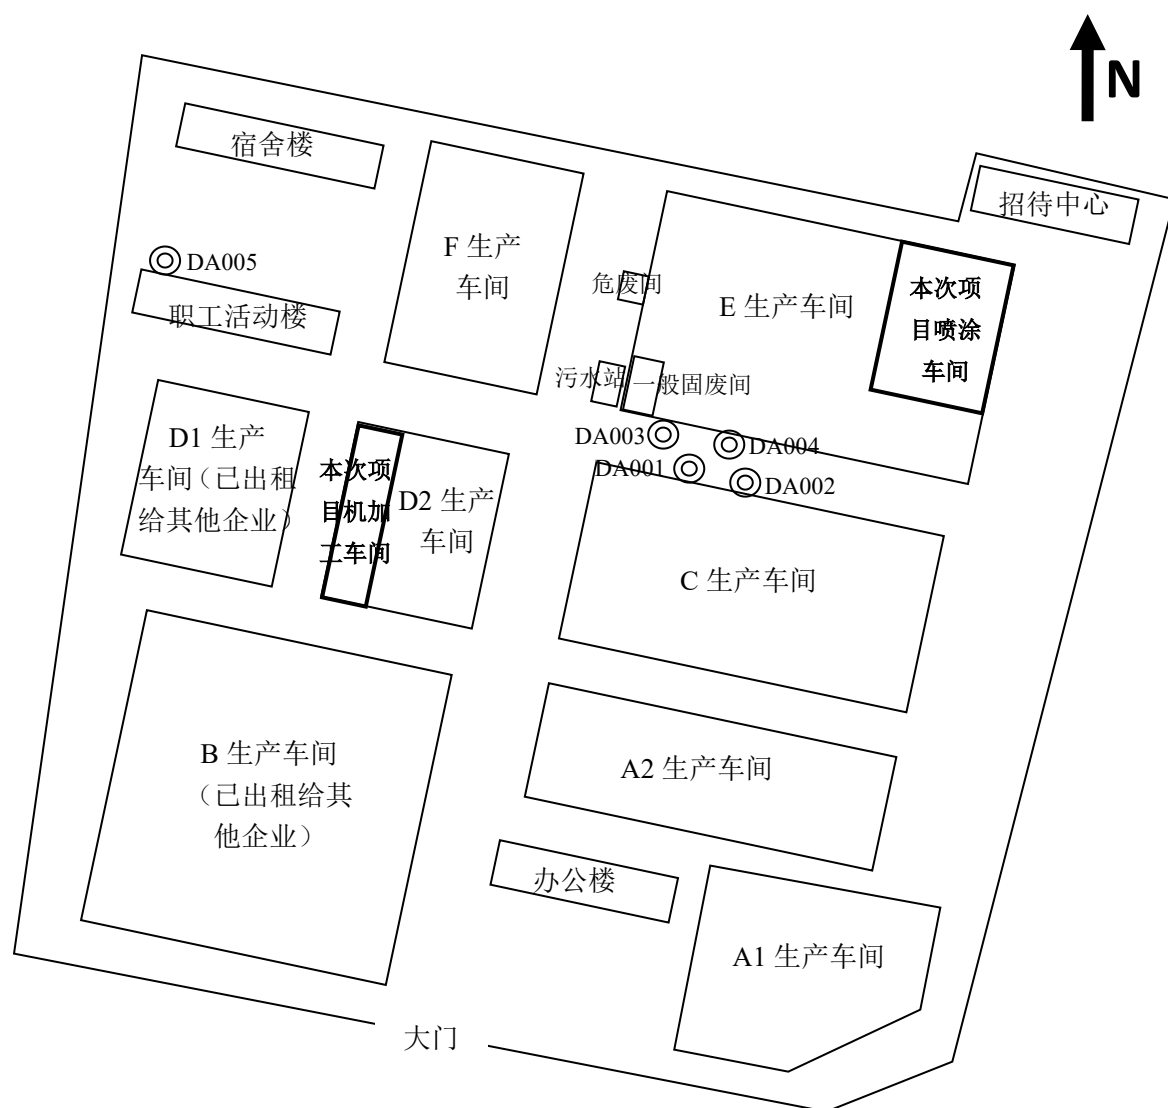 N
宿舍楼
招待中心
F 生产
车间
DA005
危废间
E 生产车间
本次项
目喷涂
车间
职工活动楼
污水站
一般固废间
D1 生产
车间（已出租
给其他企业）
本次项
目机加
工车间
D2 生产
车间
DA003
DA004
DA001
DA002
C 生产车间
B 生产车间
（已出租给其
他企业）
A2 生产车间
办公楼
A1 生产车间
大门